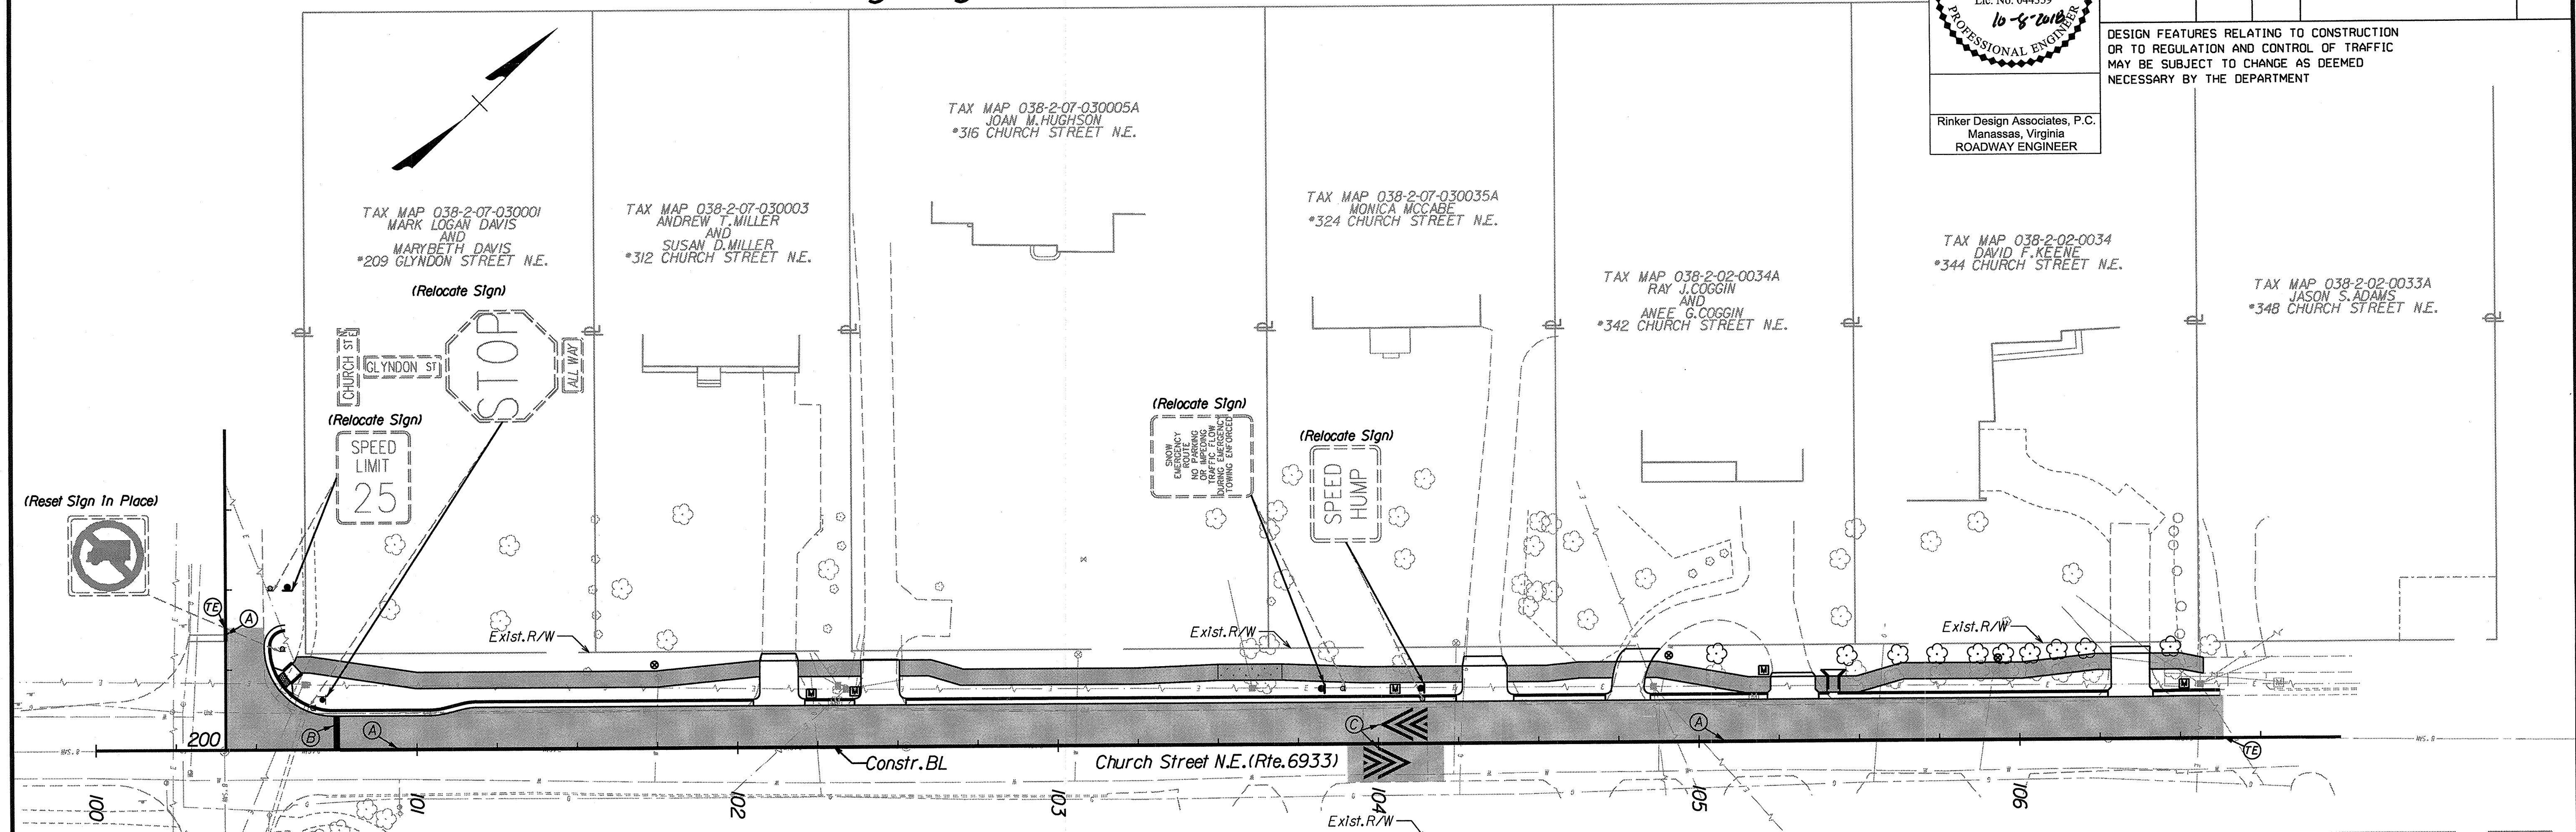 10-8-2018
PROFESSIONAL ENGINEER
DESIGN FEATURES RELATING TO CONSTRUCTION
OR TO REGULATION AND CONTROL OF TRAFFIC
MAY BE SUBJECT TO CHANGE AS DEEMED
NECESSARY BY THE DEPARTMENT
Rinker Design Associates, P.C.
Manassas, Virginia
ROADWAY ENGINEER
TAX MAP 038-2-07-030001
MARK LOGAN DAVIS
AND
MARYBETH DAVIS
#209 GLYNDON STREET N.E.
TAX MAP 038-2-07-030003
ANDREW T.MILLER
AND
SUSAN D.MILLER
#312 CHURCH STREET N.E.
TAX MAP 038-2-07-030005A
JOAN M.HUGHSON
#316 CHURCH STREET N.E.
TAX MAP 038-2-07-030035A
MONICA MCCABE
#324 CHURCH STREET N.E.
TAX MAP 038-2-02-0034A
RAY J.COGGIN
AND
ANEE G.COGGIN
#342 CHURCH STREET N.E.
TAX MAP 038-2-02-0034
DAVID F.KEENE
#344 CHURCH STREET N.E.
TAX MAP 038-2-02-0033A
JASON S.ADAMS
#348 CHURCH STREET N.E.
(Relocate Sign)
CHURCH ST NE
GLYNDON ST
STOP
ALL WAY
(Relocate Sign)
SPEED
LIMIT
25
(Reset Sign in Place)
(Relocate Sign)
SNOW
EMERGENCY
ROUTE
NO PARKING
OR IMPEDING
TRAFFIC FLOW
DURING EMERGENCY
TOWING ENFORCED
(Relocate Sign)
SPEED
HUMP
TE
A
Exist.R/W
Exist.R/W
Exist.R/W
M
M
M
M
M
200
B
A
C
A
TE
Constr.BL
Church Street N.E.(Rte.6933)
100
101
102
103
104
105
106
Exist.R/W